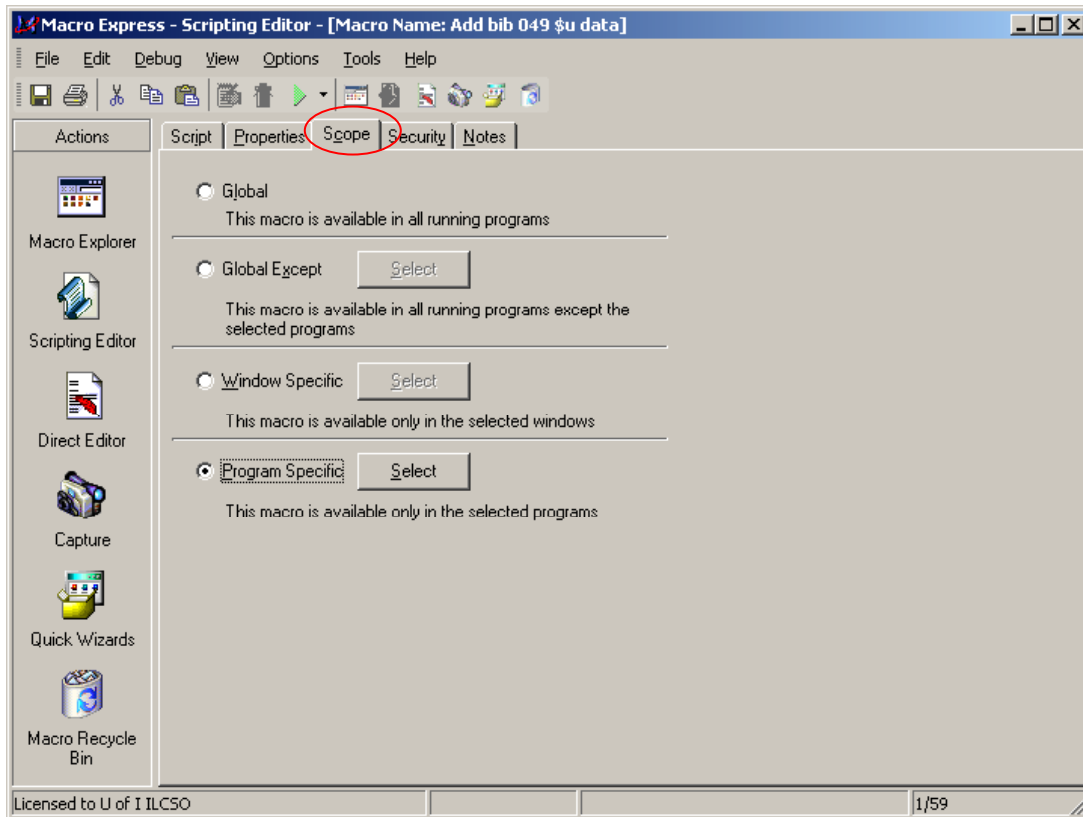 Macro Express - Scripting Editor - [Macro Name: Add bib 049 $u data]
File Edit Debug View Options Tools Help
Actions
Script Properties Scope Security Notes
Global
This macro is available in all running programs
Macro Explorer
Global Except Select
This macro is available in all running programs except the
selected programs
Scripting Editor
Window Specific Select
This macro is available only in the selected windows
Direct Editor
Program Specific Select
This macro is available only in the selected programs
Capture
Quick Wizards
Macro Recycle
Bin
Licensed to U of I ILCSO
1/59